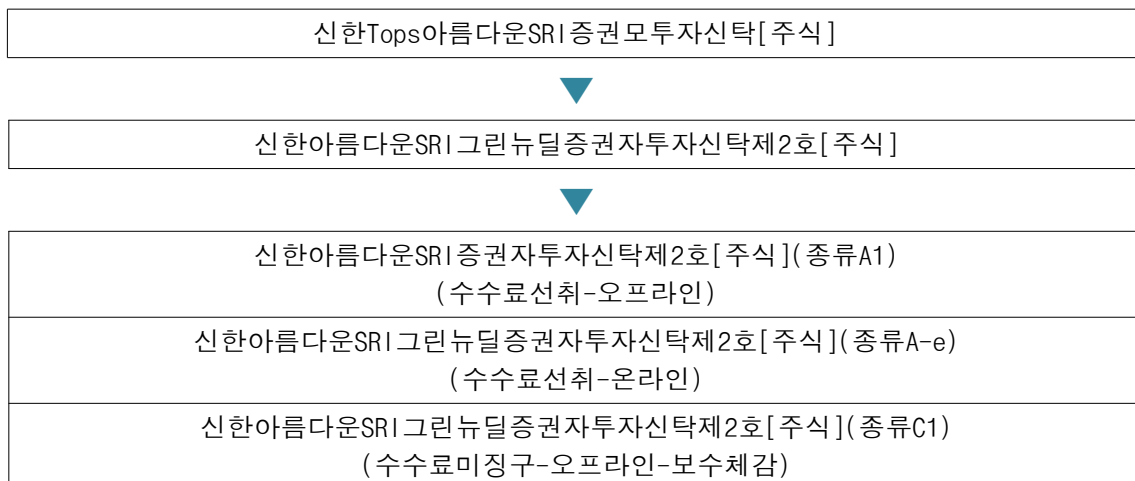 신한Tops아름다운SRI증권모투자신탁[주식]
신한아름다운SRI그린뉴딜증권자투자신탁제2호[주식]
신한아름다운SRI증권자투자신탁제2호[주식](종류A1)
(수수료선취-오프라인)
신한아름다운SRI그린뉴딜증권자투자신탁제2호[주식](종류A-e)
(수수료선취-온라인)
신한아름다운SRI그린뉴딜증권자투자신탁제2호[주식](종류C1)
(수수료미징구-오프라인-보수체감)